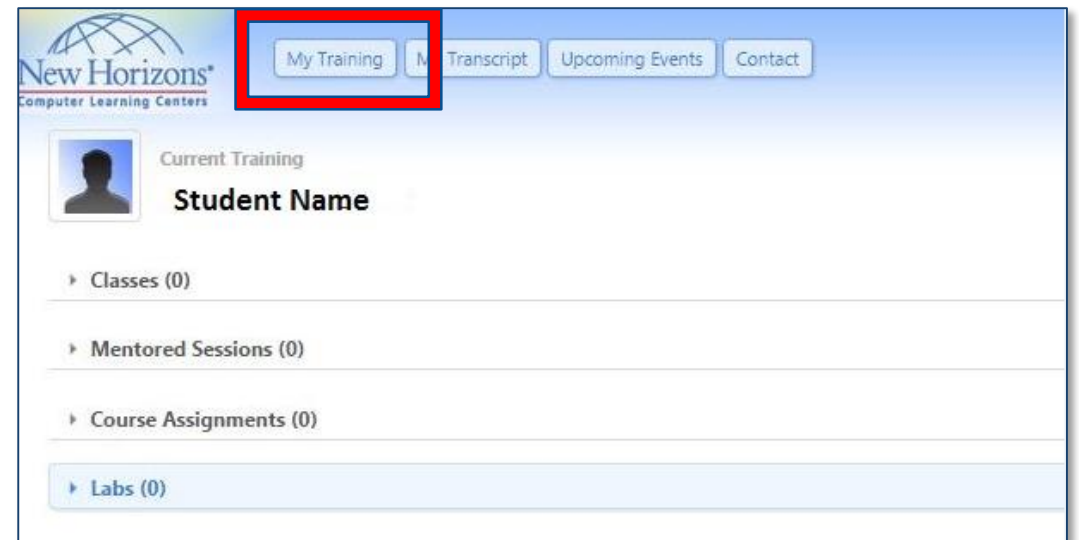 New Horizons®
Computer Learning Centers
My Training
M Transcript
Upcoming Events
Contact
Current Training
Student Name
Classes (0)
Mentored Sessions (0)
Course Assignments (0)
Labs (0)